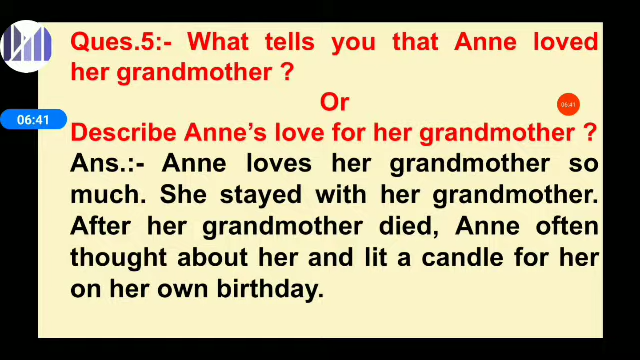 Ques.5:- What tells you that Anne loved
her grandmother ?
Or
06:41
06:41
Describe Anne's love for her grandmother ?
Ans.:- Anne loves her grandmother so
much. She stayed with her grandmother.
After her grandmother died, Anne often
thought about her and lit a candle for her
on her own birthday.